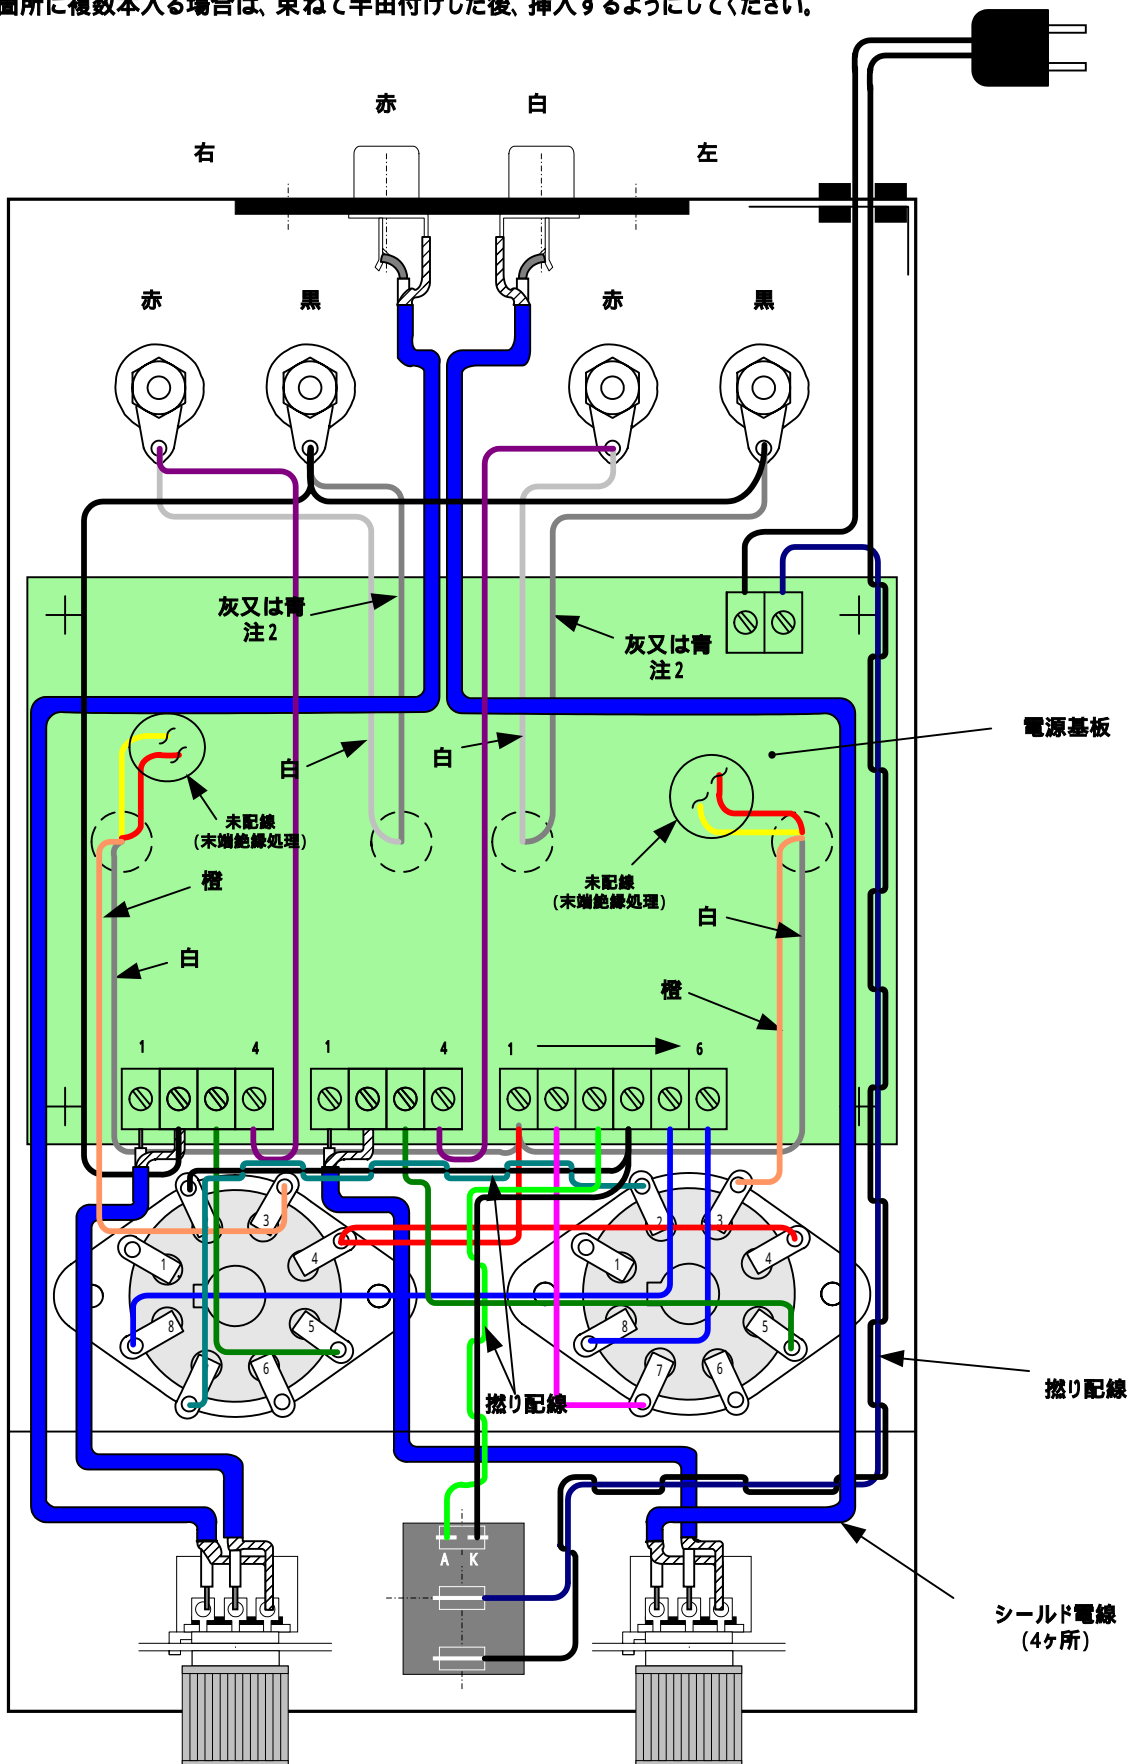 箇所に複数本入る場合は、束ねて半田付けした後、挿入するようにしてください。
赤
白
右
左
赤
黒
赤
黒
灰又は青
注2
灰又は青
注2
電源基板
白
白
未配線
(末端絶縁処理)
未配線
(末端絶縁処理)
橙
白
白
橙
1
4
1
4
1
6
3
4
1
8
5
6
2
3
4
1
8
5
7
6
撚り配線
撚り配線
A K
シールド電線
(4ヶ所)